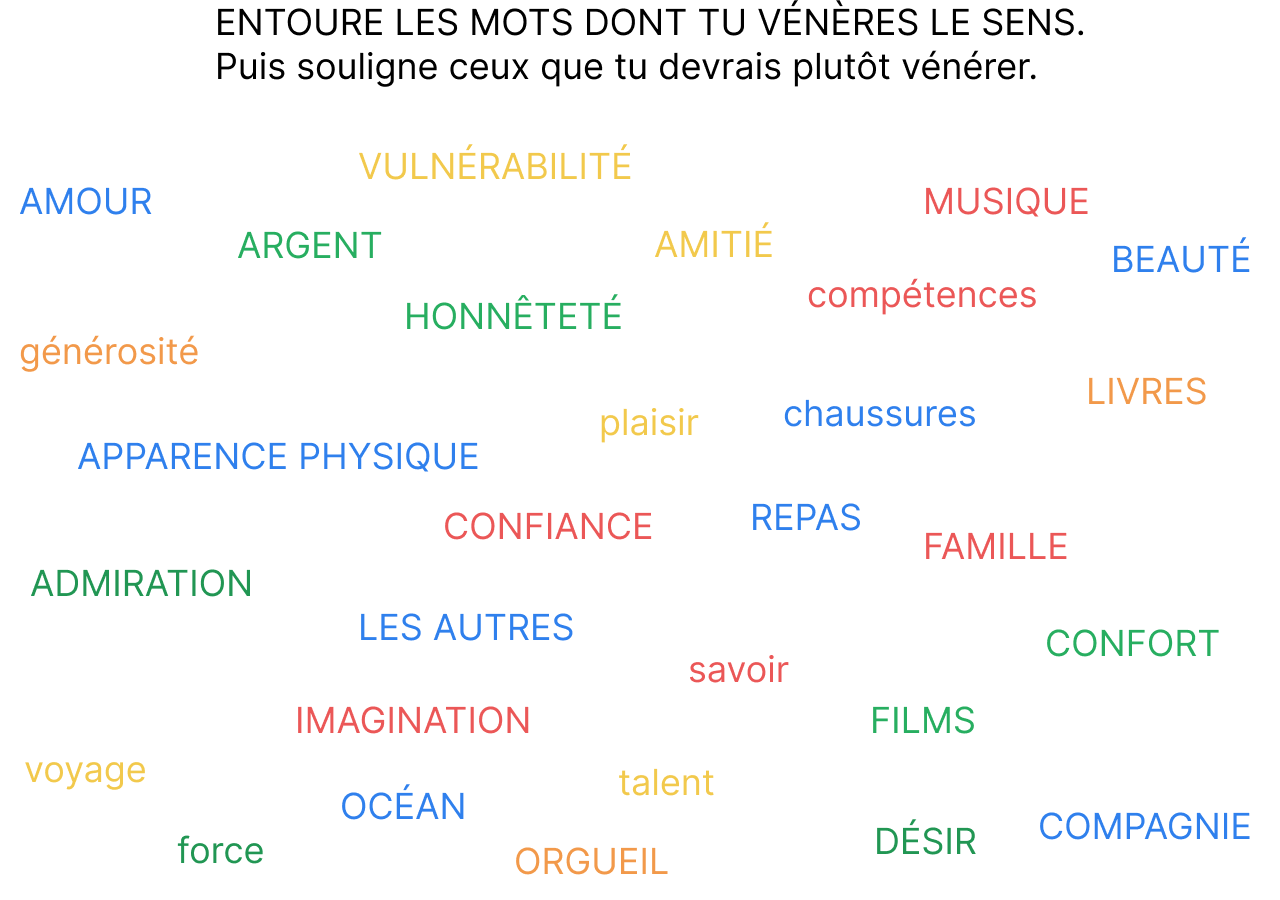 ENTOURE LES MOTS DONT TU VÉNÈRES LE SENS.
Puis souligne ceux que tu devrais plutôt vénérer.
VULNÉRABILITÉ
AMOUR
MUSIQUE
ARGENT
AMITIÉ
BEAUTÉ
compétences
HONNÊTETÉ
générosité
LIVRES
plaisir
chaussures
APPARENCE PHYSIQUE
CONFIANCE
REPAS
FAMILLE
ADMIRATION
LES AUTRES
CONFORT
savoir
IMAGINATION
FILMS
voyage
talent
OCÉAN
COMPAGNIE
DÉSIR
force
ORGUEIL